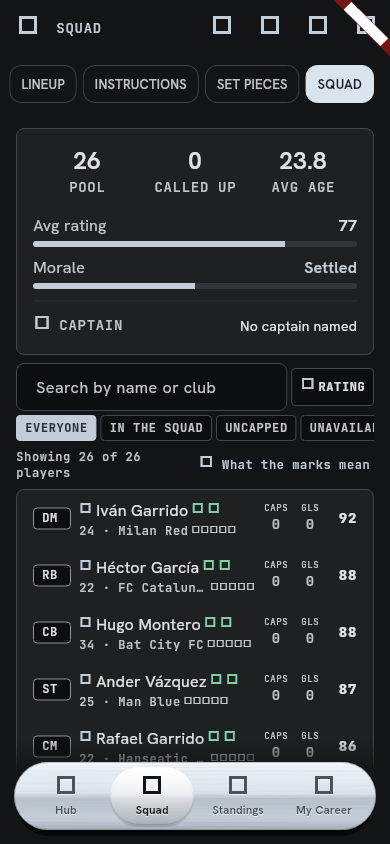 SQUAD
LINEUP INSTRUCTIONS SET PIECES SQUAD
26 0 23.8
POOL CALLED UP AVG AGE
Avg rating 77
Morale Settled
CAPTAIN No captain named
Search by name or club RATING
EVERYONE IN THE SQUAD UNCAPPED UNAVAILA
Showing 26 of 26
players
What the marks mean
DM Iván Garrido CAPS GLS 92
24 · Milan Red 0 0
RB Héctor García CAPS GLS 88
22 · FC Catalun… 0 0
CB Hugo Montero CAPS GLS 88
34 · Bat City FC 0 0
ST Ander Vázquez CAPS GLS 87
25 · Man Blue 0 0
CM Rafael Garrido CAPS GLS 86
22 · Hanseatic … 0 0
Hub Squad Standings My Career